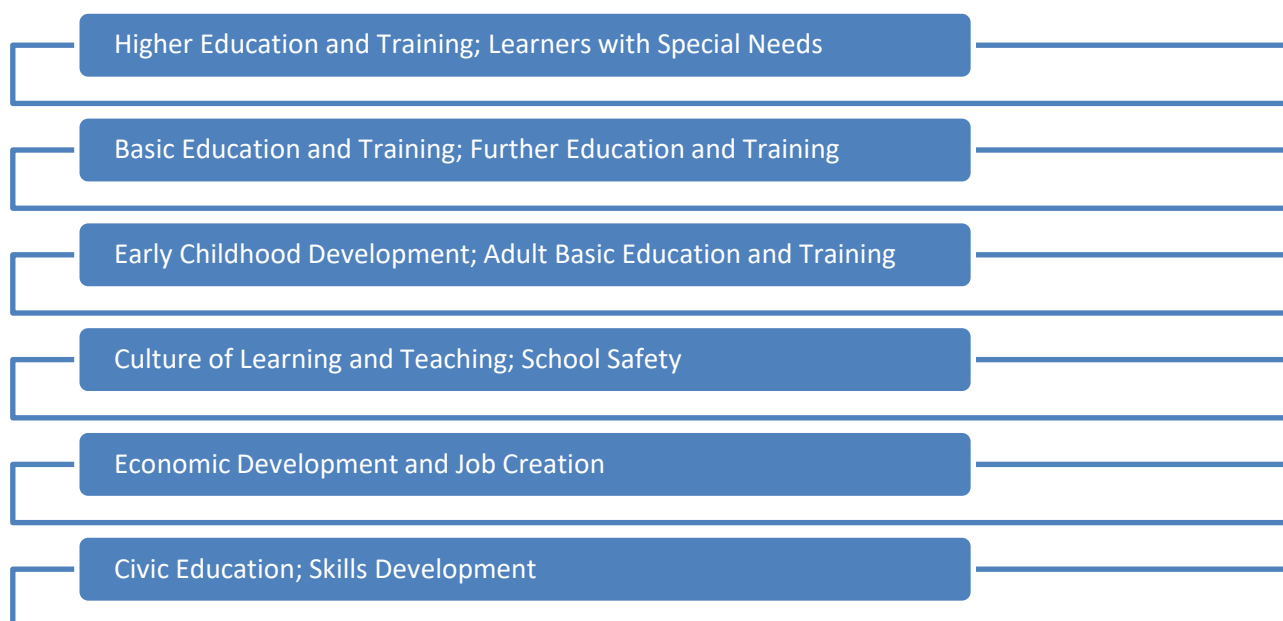 Higher Education and Training; Learners with Special Needs
Basic Education and Training; Further Education and Training
Early Childhood Development; Adult Basic Education and Training
Culture of Learning and Teaching; School Safety
Economic Development and Job Creation
Civic Education; Skills Development